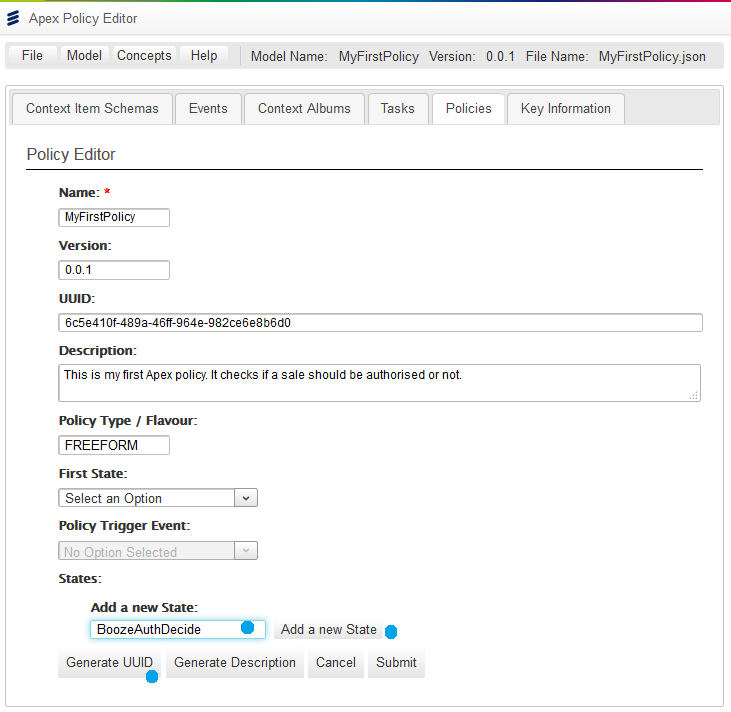 Apex Policy Editor
File Model Concepts Help Model Name: MyFirstPolicy Version: 0.0.1 File Name: MyFirstPolicy.json
Context Item Schemas Events Context Albums Tasks Policies Key Information
Policy Editor
Name: *
MyFirstPolicy
Version:
0.0.1
UUID:
6c5e410f-489a-46ff-964e-982ce6e8b6d0
Description:
This is my first Apex policy. It checks if a sale should be authorised or not.
Policy Type / Flavour:
FREEFORM
First State:
Select an Option
Policy Trigger Event:
No Option Selected
States:
Add a new State:
BoozeAuthDecide Add a new State
Generate UUID Generate Description Cancel Submit